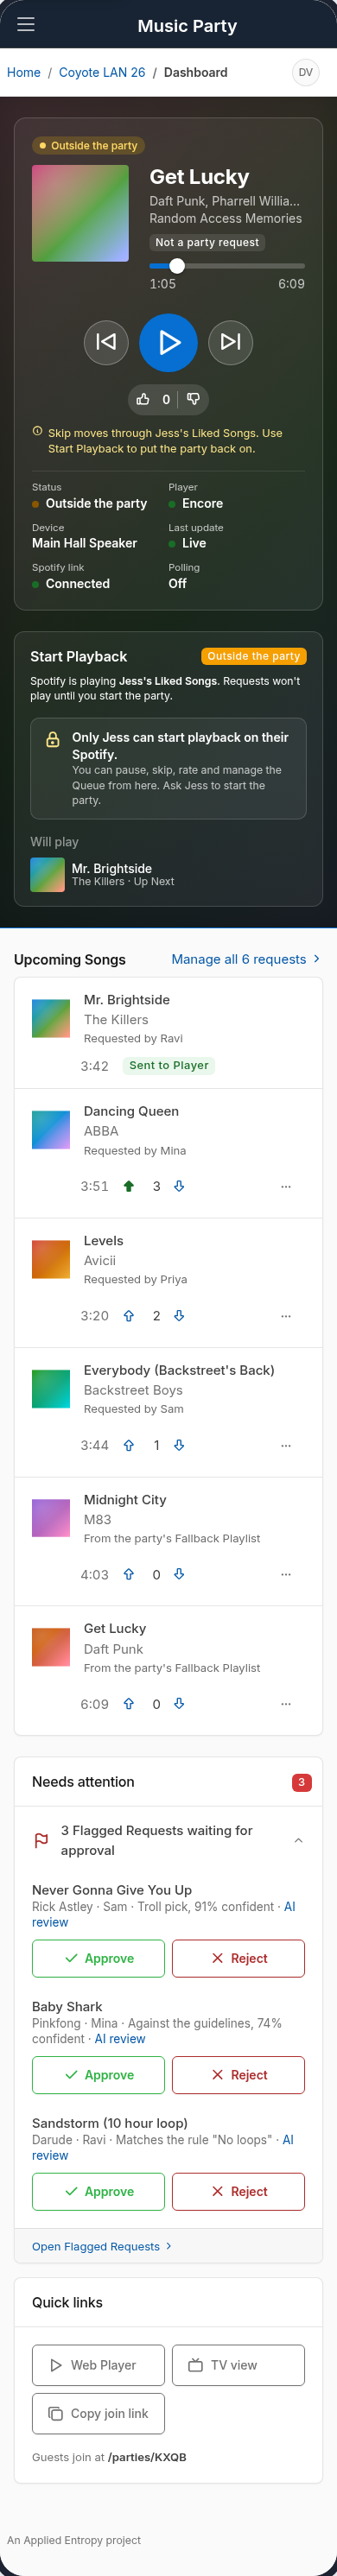 Music Party
Home / Coyote LAN 26 / Dashboard
DV
Outside the party
Get Lucky
Daft Punk, Pharrell Willia...
Random Access Memories
Not a party request
1:05 6:09
0
Skip moves through Jess's Liked Songs. Use
Start Playback to put the party back on.
Status Player
Outside the party Encore
Device Last update
Main Hall Speaker Live
Spotify link Polling
Connected Off
Start Playback Outside the party
Spotify is playing Jess's Liked Songs. Requests won't
play until you start the party.
Only Jess can start playback on their
Spotify.
You can pause, skip, rate and manage the
Queue from here. Ask Jess to start the
party.
Will play
Mr. Brightside
The Killers · Up Next
Upcoming Songs Manage all 6 requests
Mr. Brightside
The Killers
Requested by Ravi
3:42 Sent to Player
Dancing Queen
ABBA
Requested by Mina
3:51 3 ...
Levels
Avicii
Requested by Priya
3:20 2 ...
Everybody (Backstreet's Back)
Backstreet Boys
Requested by Sam
3:44 1 ...
Midnight City
M83
From the party's Fallback Playlist
4:03 0 ...
Get Lucky
Daft Punk
From the party's Fallback Playlist
6:09 0 ...
Needs attention 3
3 Flagged Requests waiting for
approval
Never Gonna Give You Up
Rick Astley · Sam · Troll pick, 91% confident · AI
review
Approve Reject
Baby Shark
Pinkfong · Mina · Against the guidelines, 74%
confident · AI review
Approve Reject
Sandstorm (10 hour loop)
Darude · Ravi · Matches the rule "No loops" · AI
review
Approve Reject
Open Flagged Requests
Quick links
Web Player TV view
Copy join link
Guests join at /parties/KXQB
An Applied Entropy project